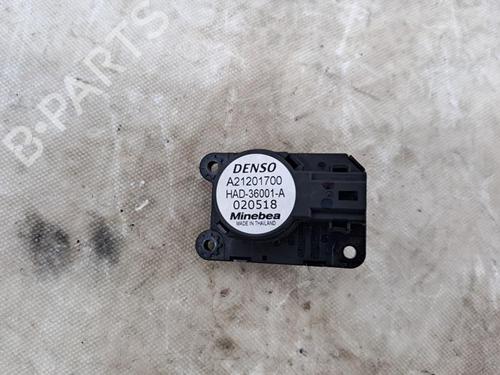 B-PARTS
DENSO
A21201700
HAD-36001-A
020518
Minebea
MADE IN THAILAND